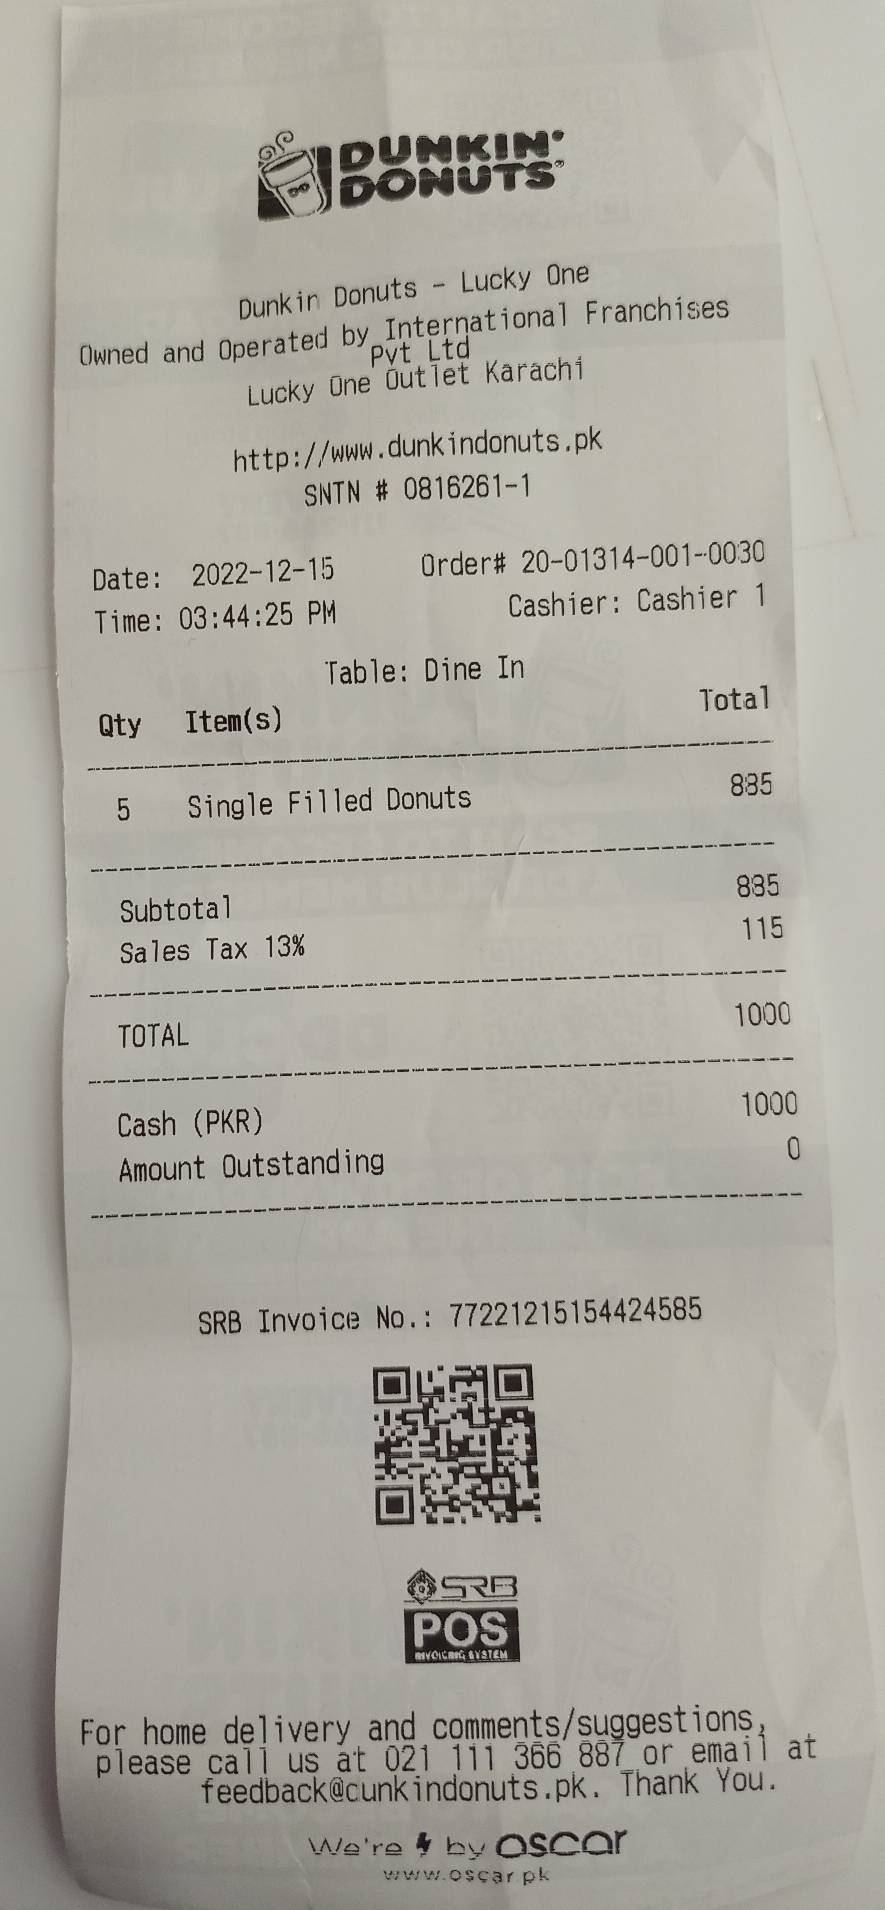 DUNKIN'
DONUTS®
Dunkin Donuts - Lucky One
Owned and Operated by International Franchises
Pvt Ltd
Lucky One Outlet Karachi
http://www.dunkindonuts.pk
SNTN # 0816261-1
Date: 2022-12-15 Order# 20-01314-001-0030
Time: 03:44:25 PM Cashier: Cashier 1
Table: Dine In
Qty Item(s) Total
5 Single Filled Donuts 885
Subtotal 885
Sales Tax 13% 115
TOTAL 1000
Cash (PKR) 1000
Amount Outstanding 0
SRB Invoice No.: 77221215154424585
SRB
POS
INVOICING SYSTEM
For home delivery and comments/suggestions,
please call us at 021 111 366 887 or email at
feedback@cunkindonuts.pk. Thank You.
We're by oscar
www.oscar.pk